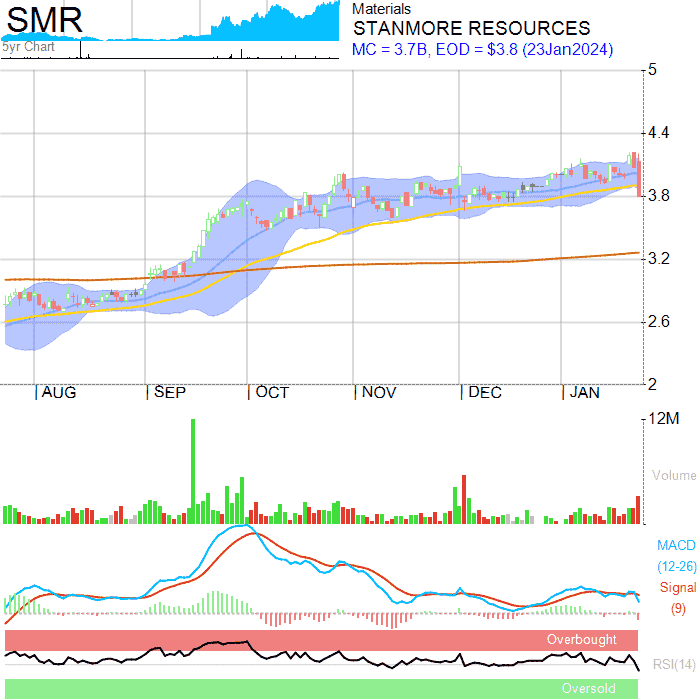 SMR
5yr Chart
Materials
STANMORE RESOURCES
MC = 3.7B, EOD = $3.8 (23Jan2024)
5
4.4
3.8
3.2
2.6
2
AUG SEP OCT NOV DEC JAN
12M
Volume
MACD
(12-26)
Signal
(9)
Overbought
RSI(14)
Oversold